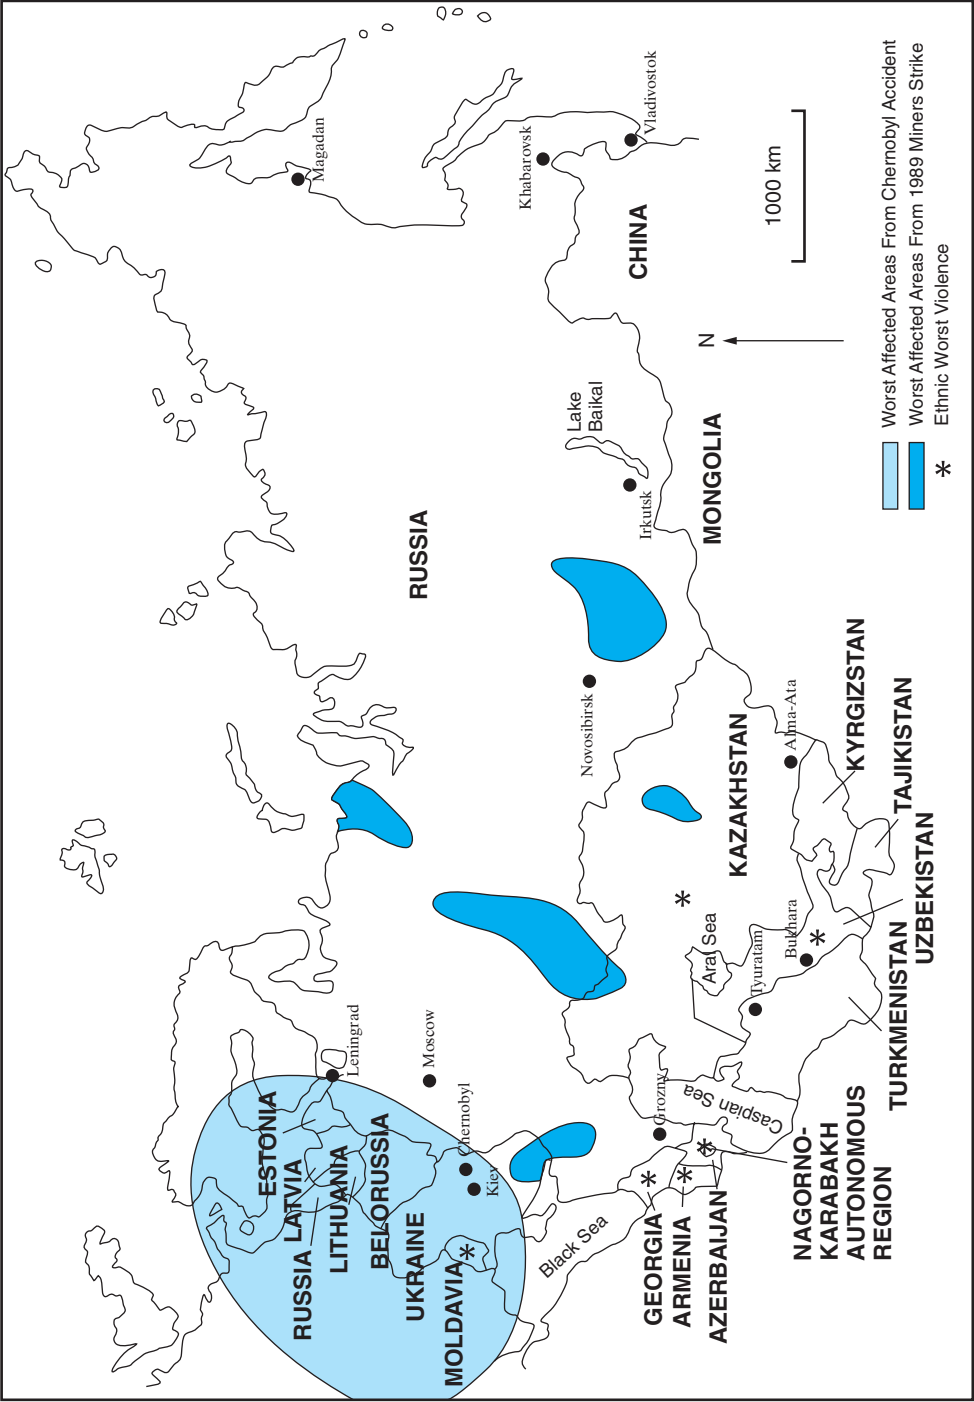 Magadan
Khabarovsk
Vladivostok
CHINA
1000 km
N
Worst Affected Areas From Chernobyl Accident
Worst Affected Areas From 1989 Miners Strike
* Ethnic Worst Violence
Lake
Baikal
Irkutsk
MONGOLIA
RUSSIA
Novosibirsk
KAZAKHSTAN
Alma-Ata
KYRGIZSTAN
TAJIKISTAN
UZBEKISTAN
TURKMENISTAN
*
Aral Sea
Tyuratam
Bukhara
*
Leningrad
Moscow
Chernobyl
Kiev
ESTONIA
LATVIA
RUSSIA
LITHUANIA
BELORUSSIA
UKRAINE
MOLDAVIA
*
Black Sea
Grozny
Caspian Sea
*
*
*
GEORGIA
ARMENIA
AZERBAIJAN
NAGORNO-
KARABAKH
AUTONOMOUS
REGION